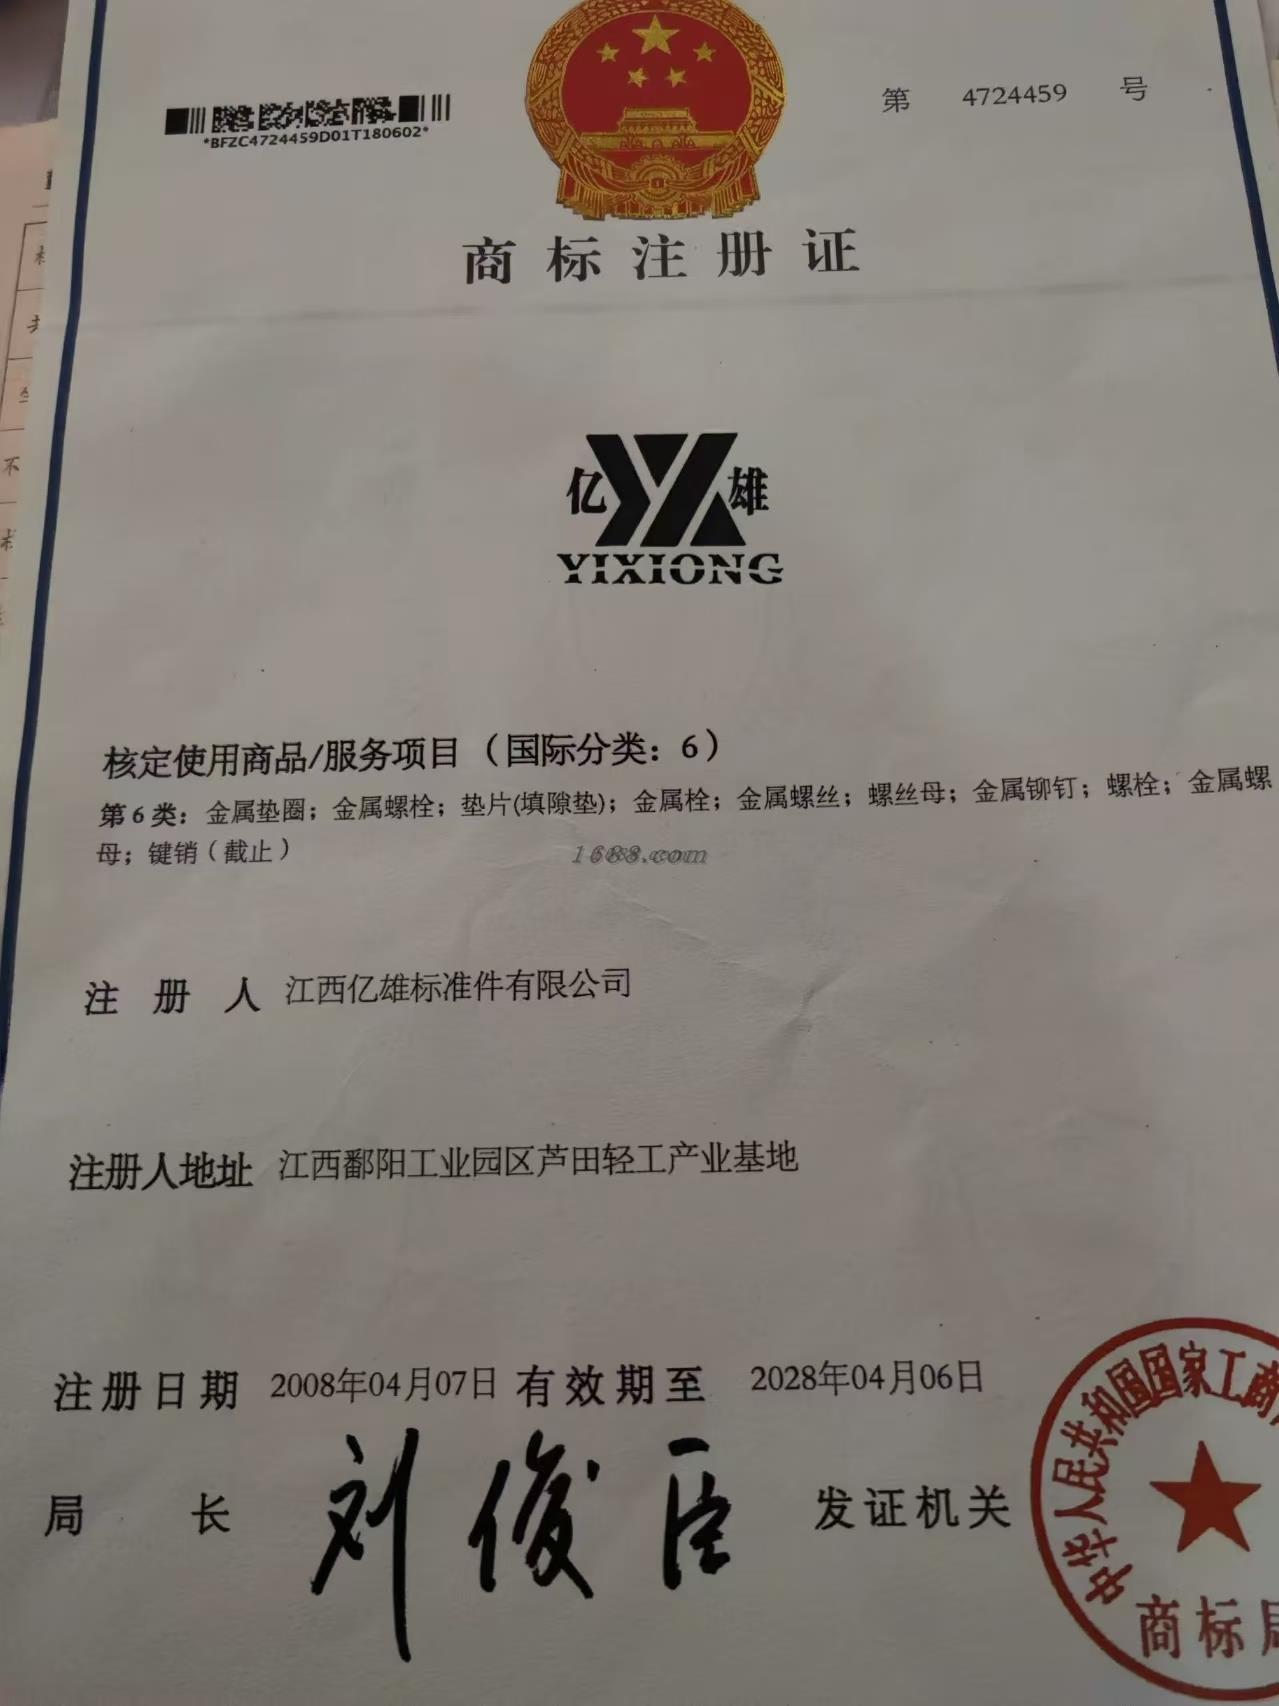 第 4724459 号
*BFZC4724459D01T180602*
商标注册证
亿 雄
YIXIONG
核定使用商品/服务项目（国际分类：6）
第6类：金属垫圈；金属螺栓；垫片(填隙垫)；金属栓；金属螺丝；螺丝母；金属铆钉；螺栓；金属螺
母；键销（截止）
1688.com
注册人 江西亿雄标准件有限公司
注册人地址 江西鄱阳工业园区芦田轻工产业基地
注册日期 2008年04月07日 有效期至 2028年04月06日
局长 刘俊臣 发证机关
中华人民共和国国家工商
商标局